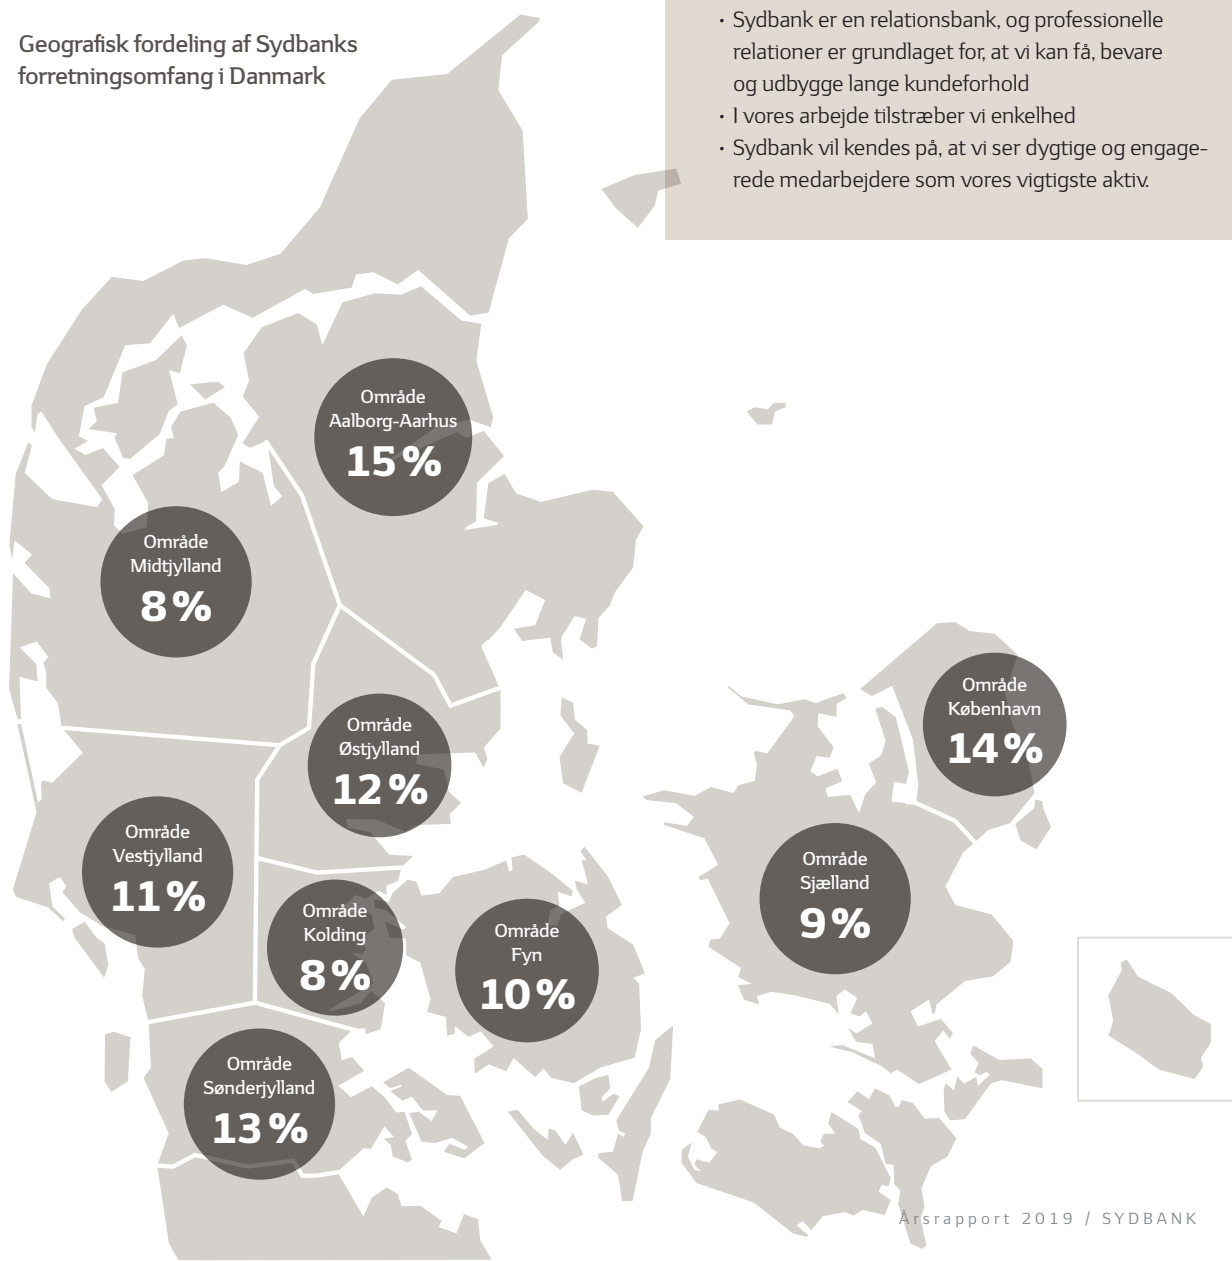 Geografisk fordeling af Sydbanks
forretningsomfang i Danmark
• Sydbank er en relationsbank, og professionelle
relationer er grundlaget for, at vi kan få, bevare
og udbygge lange kundeforhold
• I vores arbejde tilstræber vi enkelhed
• Sydbank vil kendes på, at vi ser dygtige og engage-
rede medarbejdere som vores vigtigste aktiv.
Område
Aalborg-Aarhus
15 %
Område
Midtjylland
8 %
Område
København
14 %
Område
Østjylland
12 %
Område
Vestjylland
11 %
Område
Sjælland
9 %
Område
Kolding
8 %
Område
Fyn
10 %
Område
Sønderjylland
13 %
Årsrapport 2019 / SYDBANK